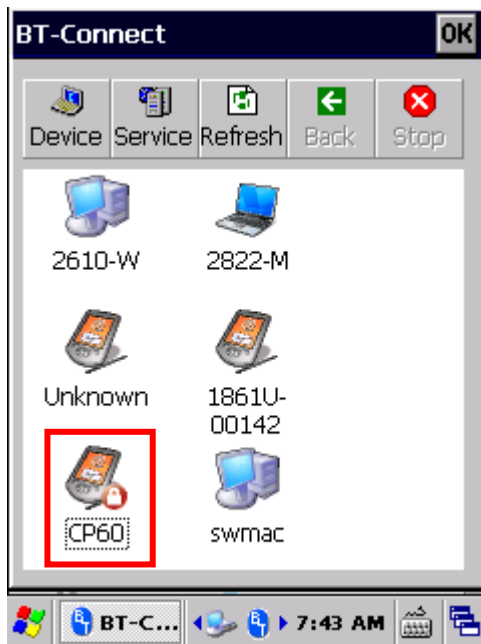 BT-Connect OK
Device Service Refresh Back Stop
2610-W 2822-M
Unknown 1861U-
00142
CP60 swmac
BT-C... 7:43 AM